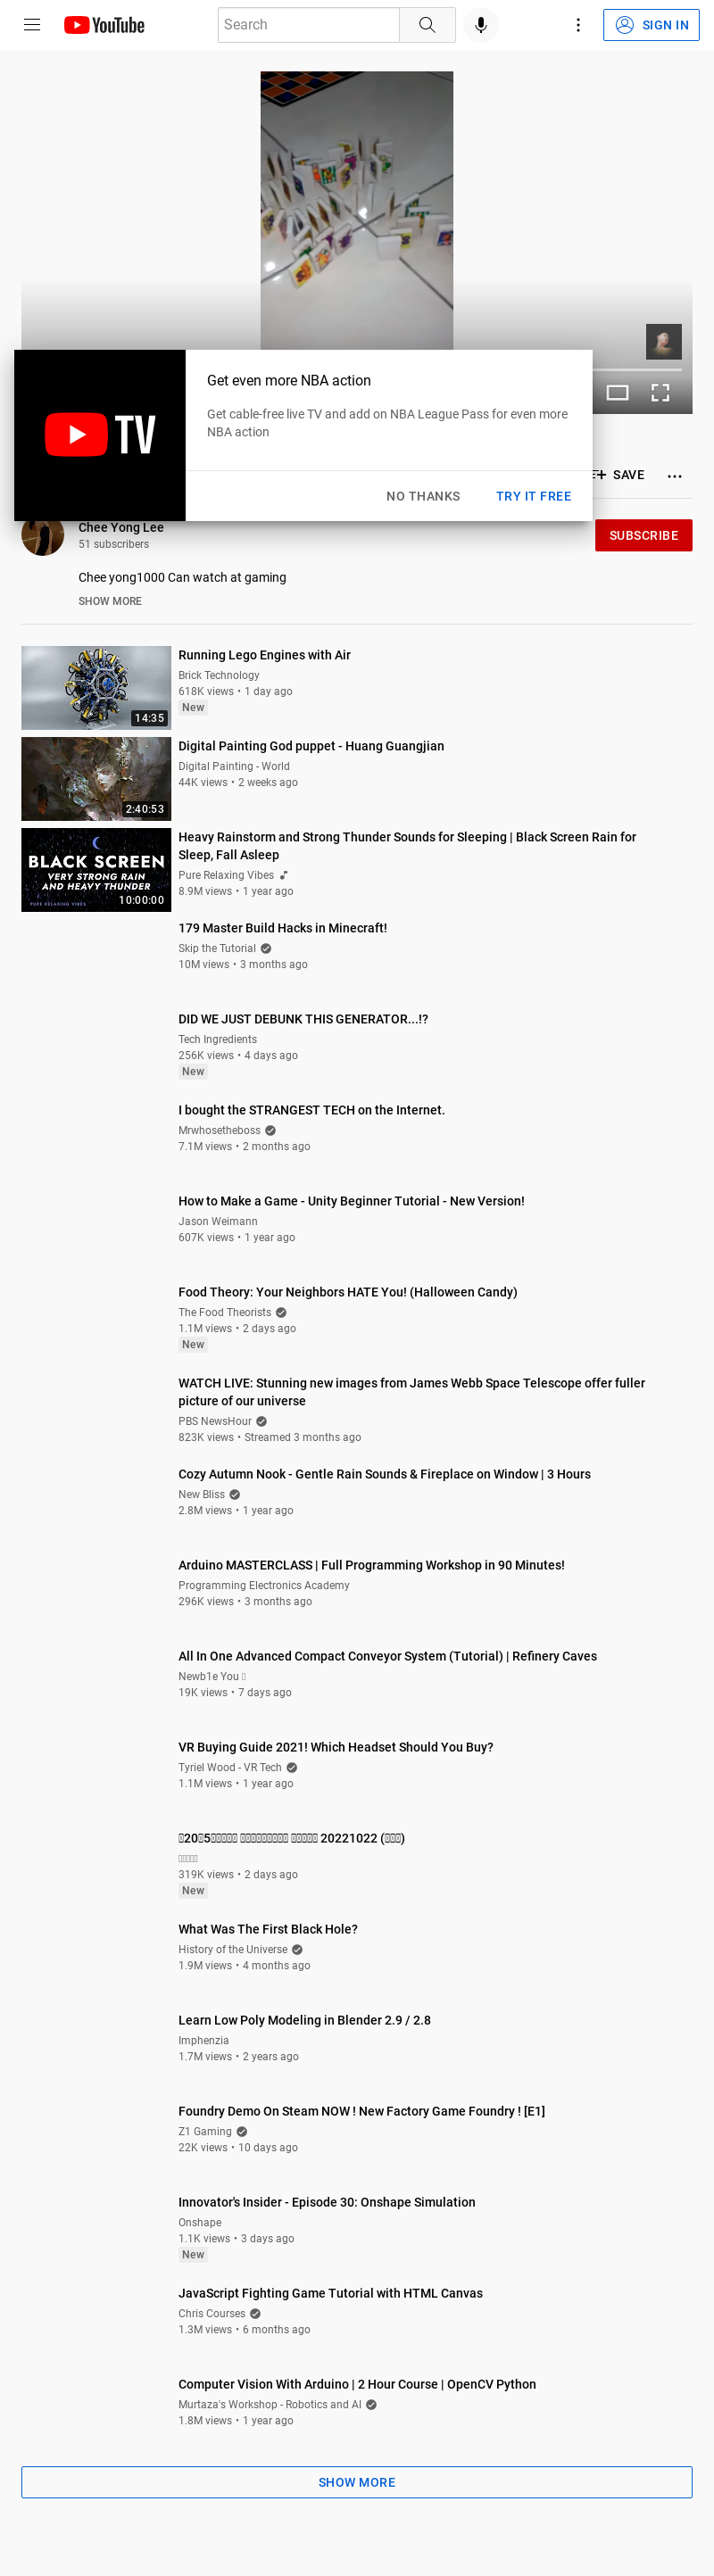 YouTube
Search
SIGN IN
Get even more NBA action
Get cable-free live TV and add on NBA League Pass for even more
NBA action
TV
NO THANKS
TRY IT FREE
SAVE
Chee Yong Lee
51 subscribers
SUBSCRIBE
Chee yong1000 Can watch at gaming
SHOW MORE
Running Lego Engines with Air
Brick Technology
618K views • 1 day ago
New
14:35
Digital Painting God puppet - Huang Guangjian
Digital Painting - World
44K views • 2 weeks ago
2:40:53
Heavy Rainstorm and Strong Thunder Sounds for Sleeping | Black Screen Rain for
Sleep, Fall Asleep
Pure Relaxing Vibes
8.9M views • 1 year ago
BLACK SCREEN
VERY STRONG RAIN
AND HEAVY THUNDER
PURE RELAXING VIBES
10:00:00
179 Master Build Hacks in Minecraft!
Skip the Tutorial
10M views • 3 months ago
DID WE JUST DEBUNK THIS GENERATOR...!?
Tech Ingredients
256K views • 4 days ago
New
I bought the STRANGEST TECH on the Internet.
Mrwhosetheboss
7.1M views • 2 months ago
How to Make a Game - Unity Beginner Tutorial - New Version!
Jason Weimann
607K views • 1 year ago
Food Theory: Your Neighbors HATE You! (Halloween Candy)
The Food Theorists
1.1M views • 2 days ago
New
WATCH LIVE: Stunning new images from James Webb Space Telescope offer fuller
picture of our universe
PBS NewsHour
823K views • Streamed 3 months ago
Cozy Autumn Nook - Gentle Rain Sounds & Fireplace on Window | 3 Hours
New Bliss
2.8M views • 1 year ago
Arduino MASTERCLASS | Full Programming Workshop in 90 Minutes!
Programming Electronics Academy
296K views • 3 months ago
All In One Advanced Compact Conveyor System (Tutorial) | Refinery Caves
Newb1e You
19K views • 7 days ago
VR Buying Guide 2021! Which Headset Should You Buy?
Tyriel Wood - VR Tech
1.1M views • 1 year ago
20 5 20221022 ( )
319K views • 2 days ago
New
What Was The First Black Hole?
History of the Universe
1.9M views • 4 months ago
Learn Low Poly Modeling in Blender 2.9 / 2.8
Imphenzia
1.7M views • 2 years ago
Foundry Demo On Steam NOW ! New Factory Game Foundry ! [E1]
Z1 Gaming
22K views • 10 days ago
Innovator's Insider - Episode 30: Onshape Simulation
Onshape
1.1K views • 3 days ago
New
JavaScript Fighting Game Tutorial with HTML Canvas
Chris Courses
1.3M views • 6 months ago
Computer Vision With Arduino | 2 Hour Course | OpenCV Python
Murtaza's Workshop - Robotics and AI
1.8M views • 1 year ago
SHOW MORE